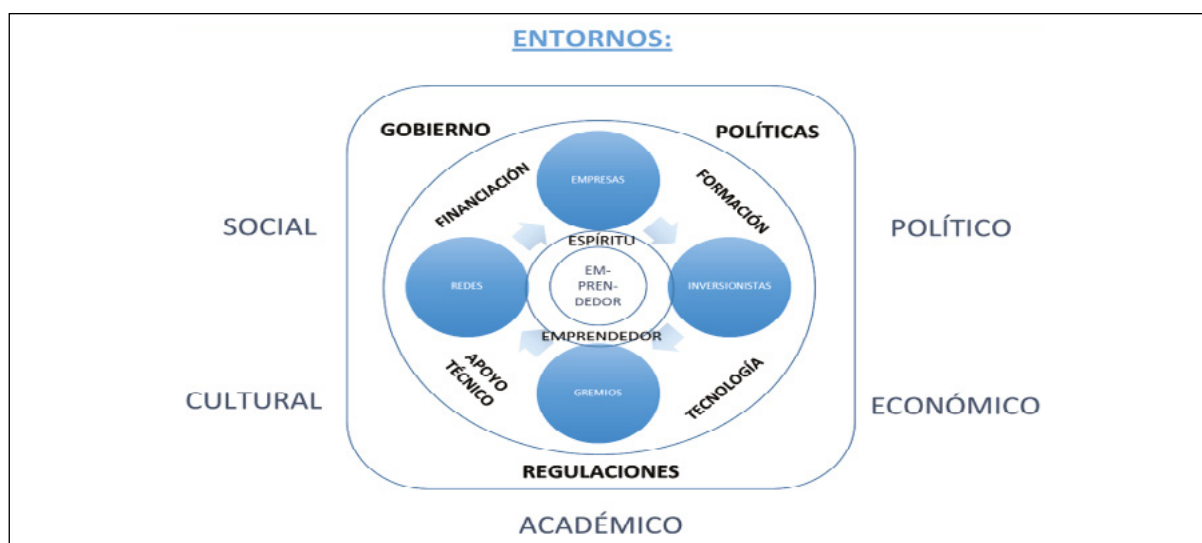 ENTORNOS:
GOBIERNO
POLÍTICAS
FINANCIACIÓN
EMPRESAS
FORMACIÓN
SOCIAL
POLÍTICO
ESPÍRITU
REDES
EM-
PREN-
DEDOR
INVERSIONISTAS
EMPRENDEDOR
APOYO
TÉCNICO
GREMIOS
TECNOLOGÍA
CULTURAL
ECONÓMICO
REGULACIONES
ACADÉMICO